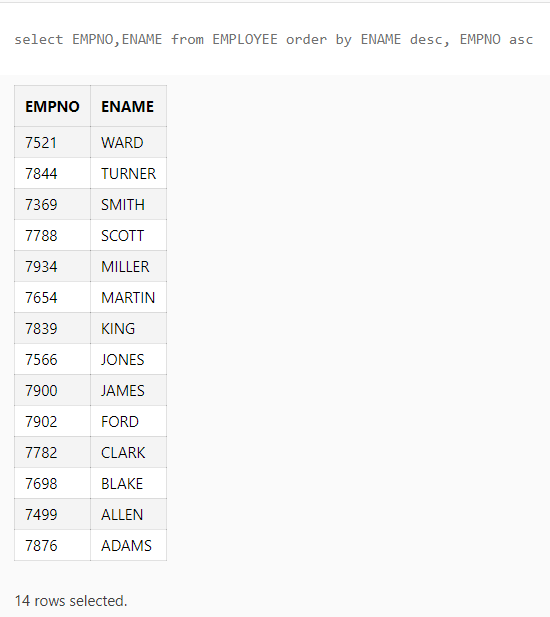 select EMPNO,ENAME from EMPLOYEE order by ENAME desc, EMPNO asc
EMPNO ENAME
7521 WARD
7844 TURNER
7369 SMITH
7788 SCOTT
7934 MILLER
7654 MARTIN
7839 KING
7566 JONES
7900 JAMES
7902 FORD
7782 CLARK
7698 BLAKE
7499 ALLEN
7876 ADAMS
14 rows selected.